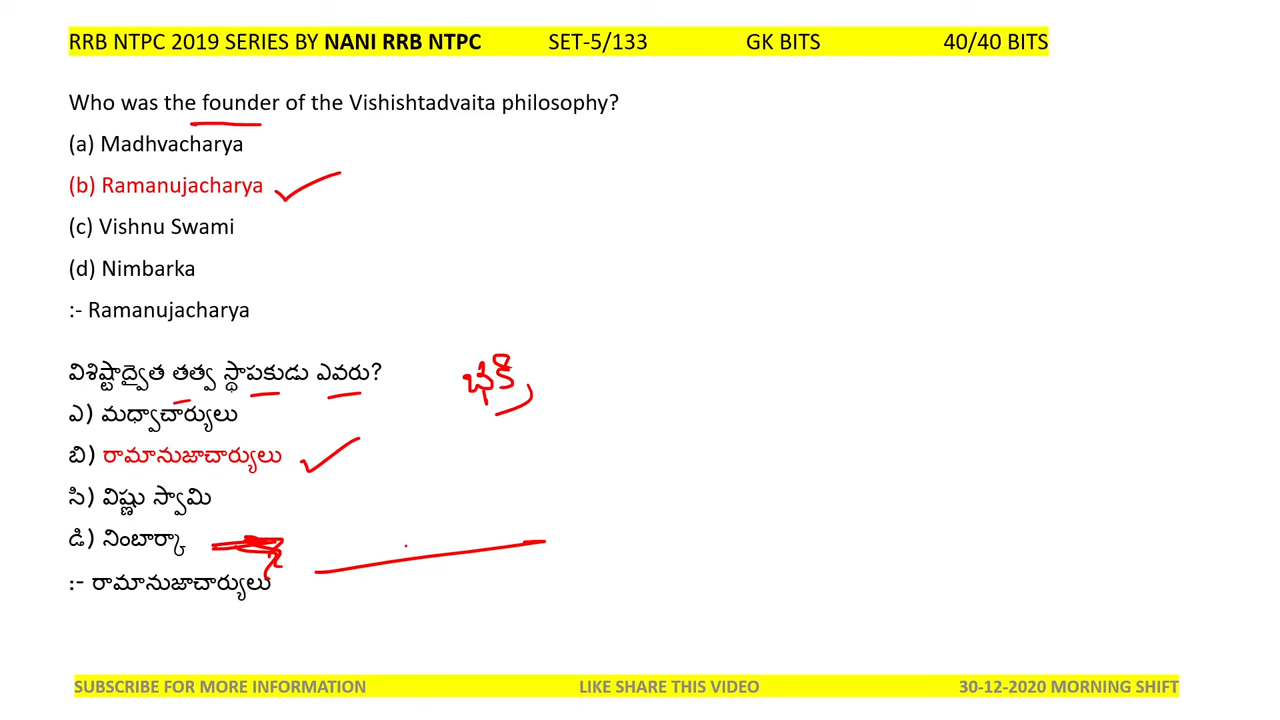 RRB NTPC 2019 SERIES BY NANI RRB NTPC SET-5/133 GK BITS 40/40 BITS
Who was the founder of the Vishishtadvaita philosophy?
(a) Madhvacharya
(b) Ramanujacharya
(c) Vishnu Swami
(d) Nimbarka
:- Ramanujacharya
విశిష్టాద్వైత తత్వ స్థాపకుడు ఎవరు?
భక్తి
ఎ) మధ్వాచార్యులు
బి) రామానుజాచార్యులు
సి) విష్ణు స్వామి
డి) నింబార్కా
:- రామానుజాచార్యులు
SUBSCRIBE FOR MORE INFORMATION LIKE SHARE THIS VIDEO 30-12-2020 MORNING SHIFT